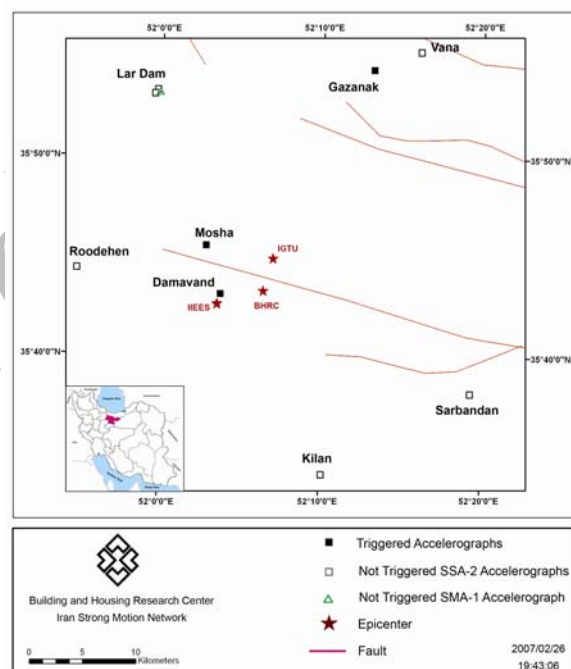 52°0'0"
52°10'0"
52°20'0"
Vana
Lar Dam
Gazanak
35°50'0"
35°50'0"
Mosha
IGTU
Roodehen
Damavand
IIEES
BHRC
35°40'0"
35°40'0"
Sarbandan
Kilan
52°0'0"
52°10'0"
52°20'0"
Triggered Accelerographs
Not Triggered SSA-2 Accelerographs
Not Triggered SMA-1 Accelerograph
Epicenter
Fault
Building and Housing Research Center
Iran Strong Motion Network
0 5 10 Kilometers
2007/02/26
19:43:06